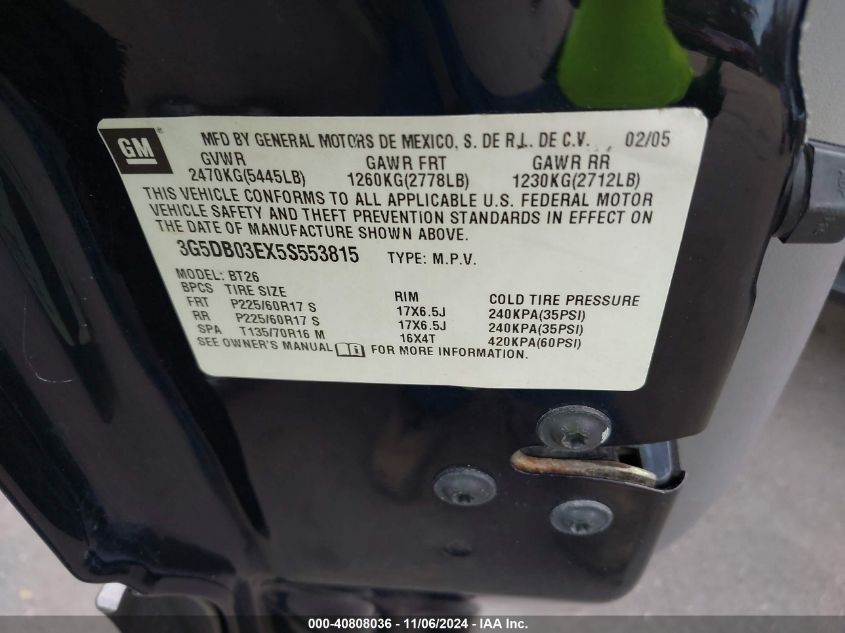 GM ® MFD BY GENERAL MOTORS DE MEXICO, S. DE R.L. DE C.V. 02/05
GVWR GAWR FRT GAWR RR
2470KG(5445LB) 1260KG(2778LB) 1230KG(2712LB)
THIS VEHICLE CONFORMS TO ALL APPLICABLE U.S. FEDERAL MOTOR
VEHICLE SAFETY AND THEFT PREVENTION STANDARDS IN EFFECT ON
THE DATE OF MANUFACTURE SHOWN ABOVE.
3G5DB03EX5S553815 TYPE: M.P.V.
MODEL: BT26
BPCS TIRE SIZE RIM COLD TIRE PRESSURE
FRT P225/60R17 S 17X6.5J 240KPA(35PSI)
RR P225/60R17 S 17X6.5J 240KPA(35PSI)
SPA T135/70R16 M 16X4T 420KPA(60PSI)
SEE OWNER'S MANUAL FOR MORE INFORMATION.
000-40808036 - 11/06/2024 - IAA Inc.